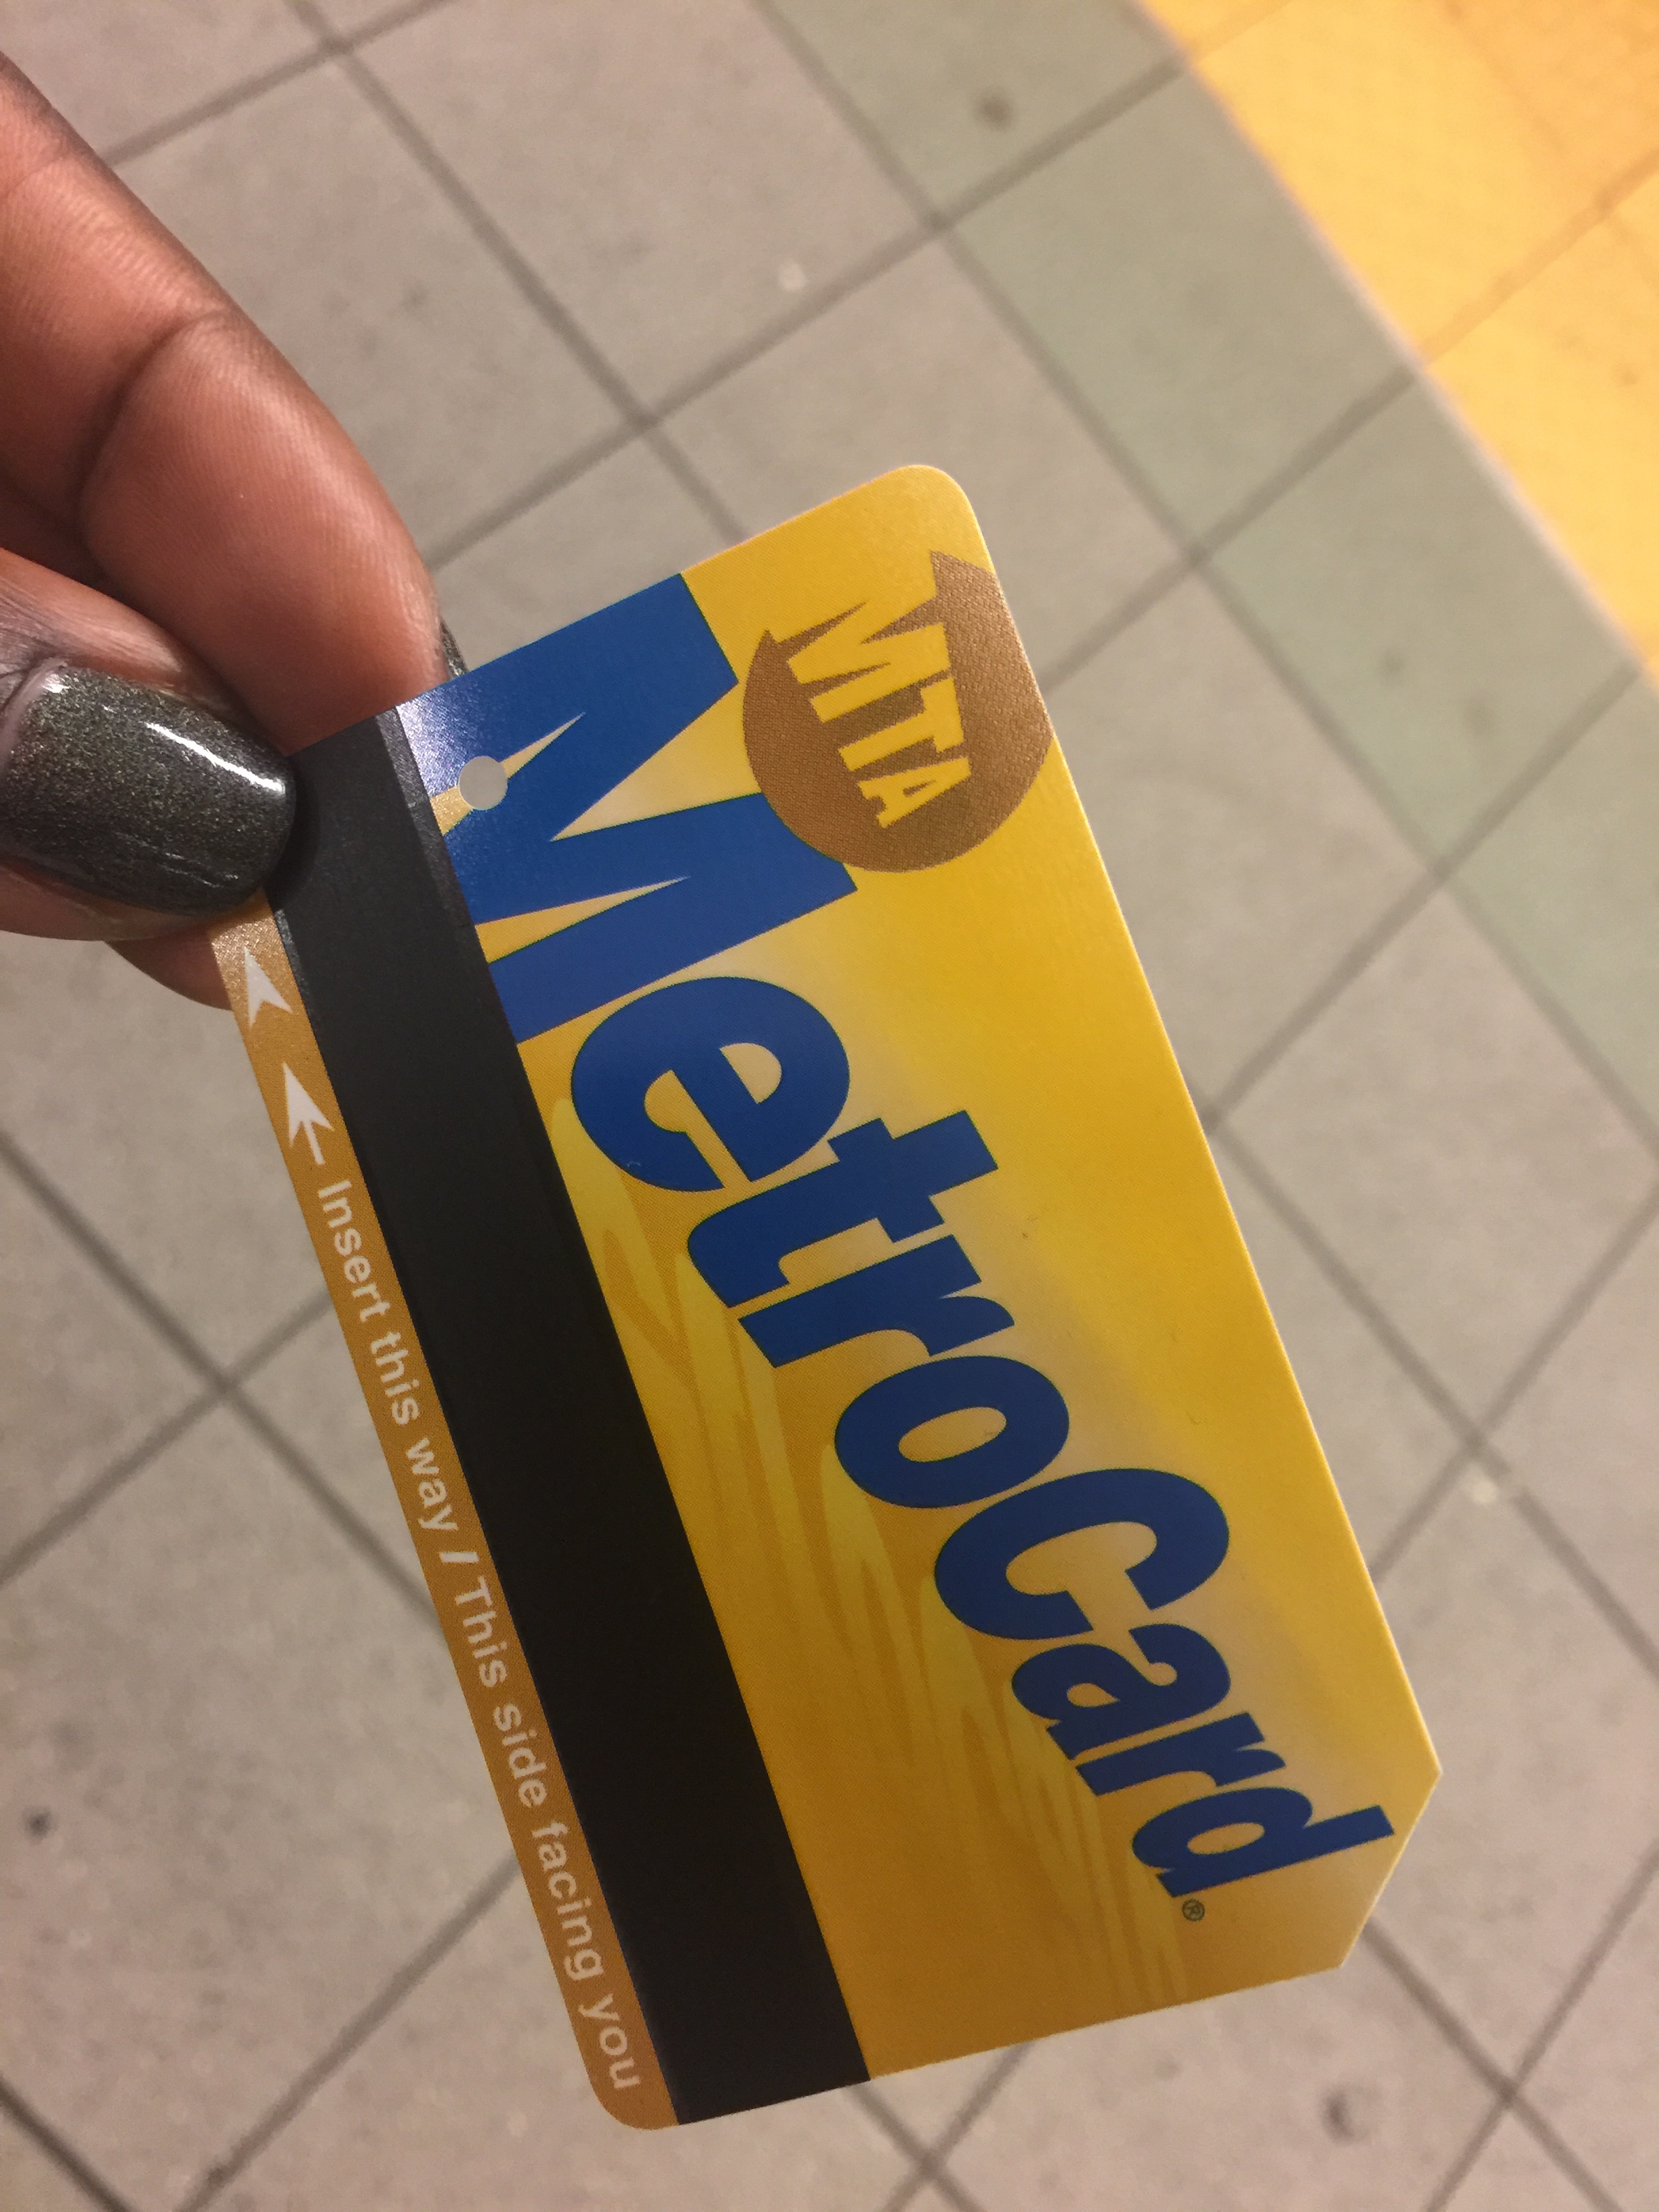 MTA
MetroCard®
Insert this way / This side facing you